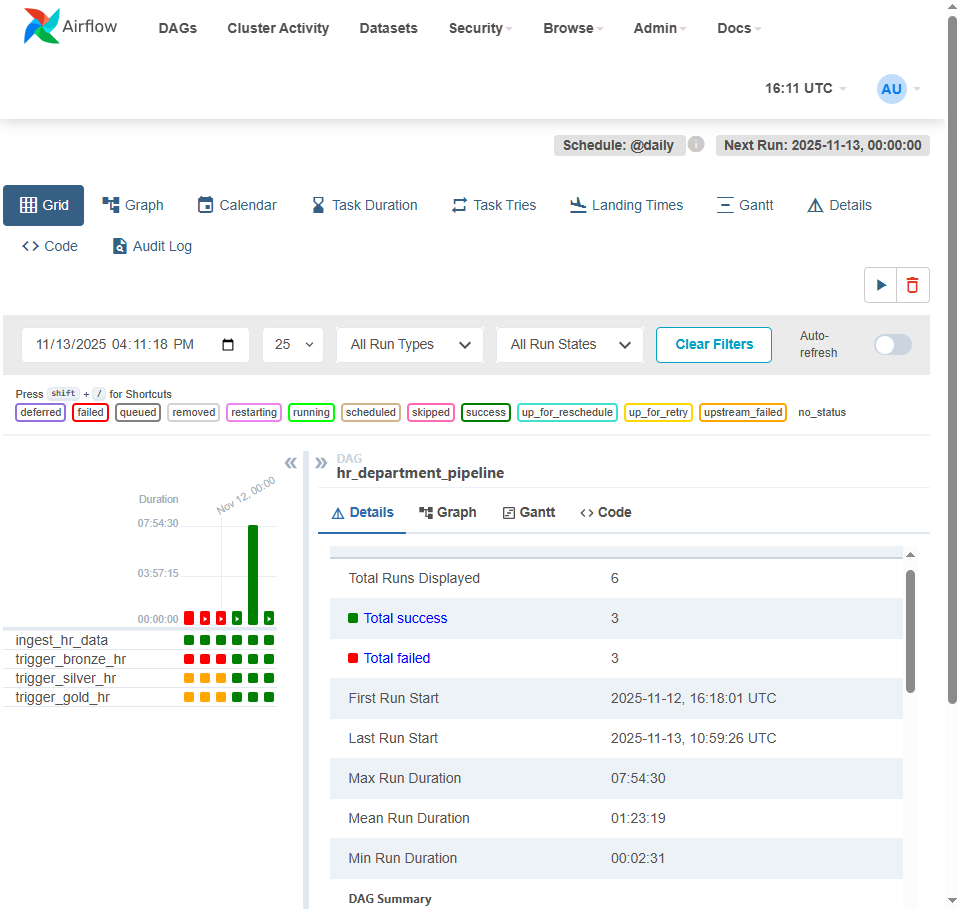 Airflow
DAGs Cluster Activity Datasets Security Browse Admin Docs
16:11 UTC AU
Schedule: @daily i Next Run: 2025-11-13, 00:00:00
Grid Graph Calendar Task Duration Task Tries Landing Times Gantt Details
Code Audit Log
11/13/2025 04:11:18 PM 25 All Run Types All Run States Clear Filters Auto-refresh
Press shift + / for Shortcuts
deferred failed queued removed restarting running scheduled skipped success up_for_reschedule up_for_retry upstream_failed no_status
DAG
hr_department_pipeline
Details Graph Gantt Code
Nov 12, 00:00
Duration
07:54:30
03:57:15
00:00:00
ingest_hr_data
trigger_bronze_hr
trigger_silver_hr
trigger_gold_hr
Total Runs Displayed 6
Total success 3
Total failed 3
First Run Start 2025-11-12, 16:18:01 UTC
Last Run Start 2025-11-13, 10:59:26 UTC
Max Run Duration 07:54:30
Mean Run Duration 01:23:19
Min Run Duration 00:02:31
DAG Summary